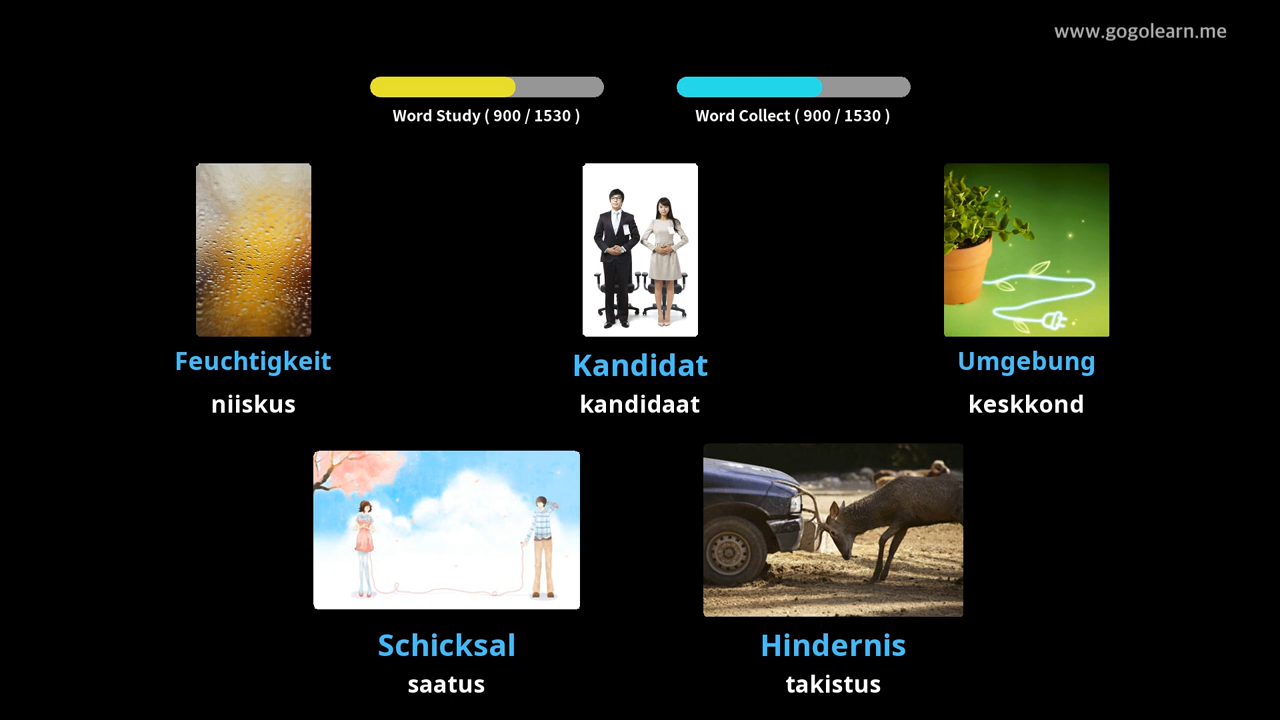 www.gogolearn.me
Word Study ( 900 / 1530 )
Word Collect ( 900 / 1530 )
Feuchtigkeit
niiskus
Kandidat
kandidaat
Umgebung
keskkond
Schicksal
saatus
Hindernis
takistus